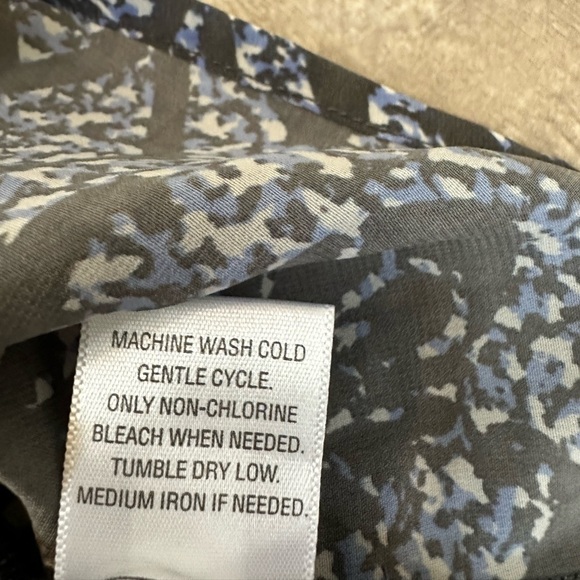 MACHINE WASH COLD
GENTLE CYCLE.
ONLY NON-CHLORINE
BLEACH WHEN NEEDED.
TUMBLE DRY LOW.
MEDIUM IRON IF NEEDED.